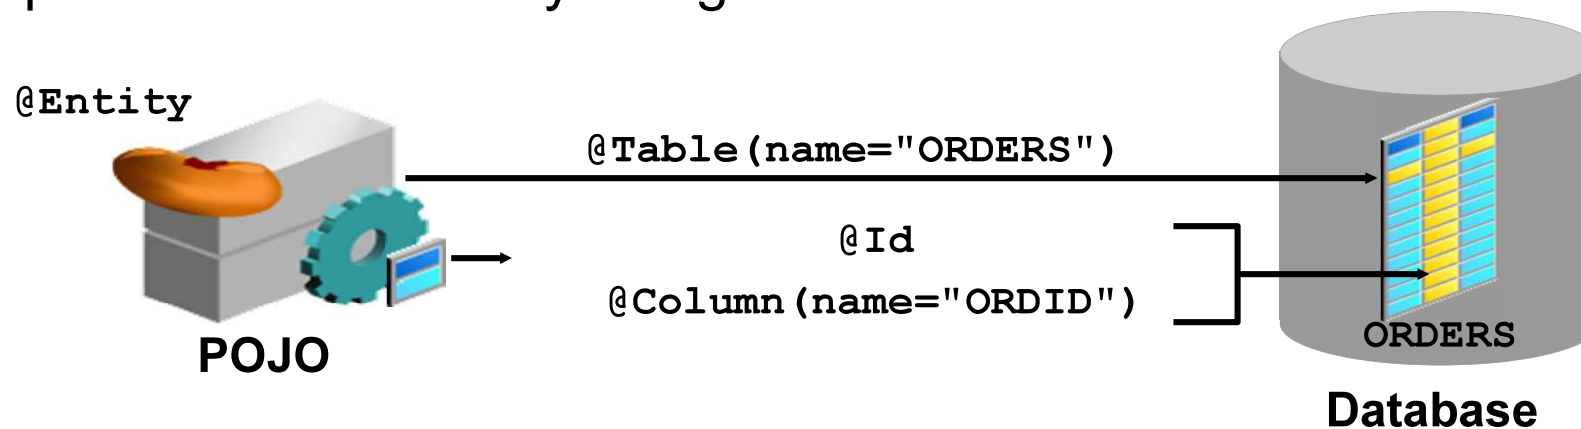 @Entity
@Table(name="ORDERS")
@Id
@Column(name="ORDID")
ORDERS
POJO
Database